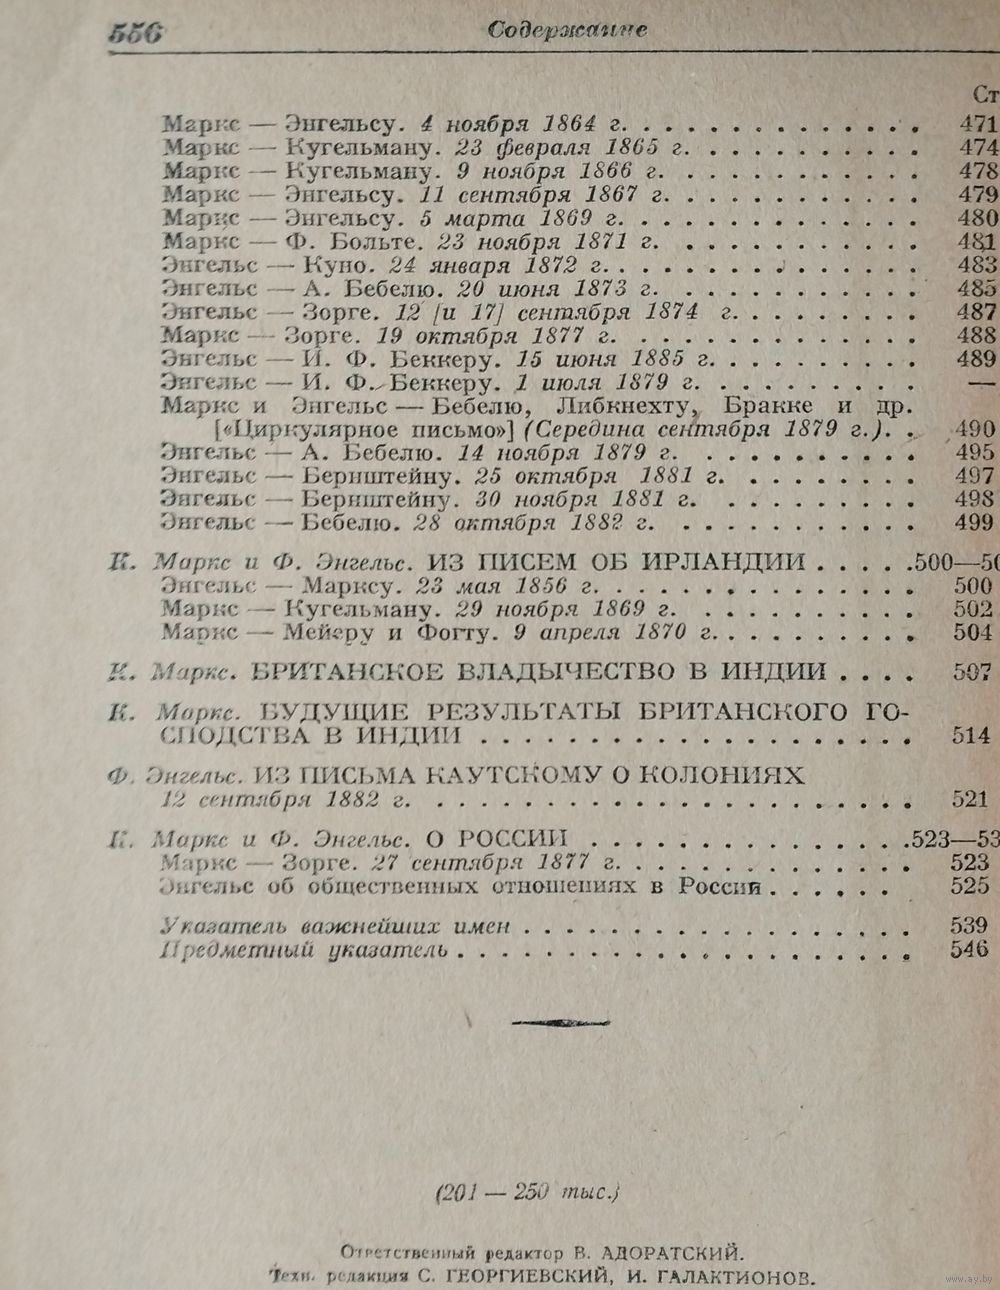 556 Содержание
Ст
Маркс — Энгельсу. 4 ноября 1864 г. . . . . . . . . . . . . . 471
Маркс — Кугельману. 23 февраля 1865 г. . . . . . . . . . . 474
Маркс — Кугельману. 9 ноября 1866 г. . . . . . . . . . . . 478
Маркс — Энгельсу. 11 сентября 1867 г. . . . . . . . . . . . 479
Маркс — Энгельсу. 5 марта 1869 г. . . . . . . . . . . . . . 480
Маркс — Ф. Больте. 23 ноября 1871 г. . . . . . . . . . . . 481
Энгельс — Куно. 24 января 1872 г. . . . . . . . . . . . . . 483
Энгельс — А. Бебелю. 20 июня 1873 г. . . . . . . . . . . . 485
Энгельс — Зорге. 12 [и 17] сентября 1874 г. . . . . . . . . 487
Маркс — Зорге. 19 октября 1877 г. . . . . . . . . . . . . . 488
Энгельс — И. Ф. Беккеру. 15 июня 1885 г. . . . . . . . . . 489
Энгельс — И. Ф. Беккеру. 1 июля 1879 г. . . . . . . . . . . —
Маркс и Энгельс — Бебелю, Либкнехту, Бракке и др.
[«Циркулярное письмо»] (Середина сентября 1879 г.). . 490
Энгельс — А. Бебелю. 14 ноября 1879 г. . . . . . . . . . . 495
Энгельс — Бернштейну. 25 октября 1881 г. . . . . . . . . 497
Энгельс — Бернштейну. 30 ноября 1881 г. . . . . . . . . . 498
Энгельс — Бебелю. 28 октября 1882 г. . . . . . . . . . . . 499
К. Маркс и Ф. Энгельс. ИЗ ПИСЕМ ОБ ИРЛАНДИИ . . . . .500—50
Энгельс — Марксу. 23 мая 1856 г. . . . . . . . . . . . . . . 500
Маркс — Кугельману. 29 ноября 1869 г. . . . . . . . . . . 502
Маркс — Мейеру и Фогту. 9 апреля 1870 г. . . . . . . . . . 504
К. Маркс. БРИТАНСКОЕ ВЛАДЫЧЕСТВО В ИНДИИ . . . . 507
К. Маркс. БУДУЩИЕ РЕЗУЛЬТАТЫ БРИТАНСКОГО ГО-
СПОДСТВА В ИНДИИ . . . . . . . . . . . . . . . . . . . 514
Ф. Энгельс. ИЗ ПИСЬМА КАУТСКОМУ О КОЛОНИЯХ
12 сентября 1882 г. . . . . . . . . . . . . . . . . . . . . . 521
К. Маркс и Ф. Энгельс. О РОССИИ . . . . . . . . . . . . . . .523—53
Маркс — Зорге. 27 сентября 1877 г. . . . . . . . . . . . . . 523
Энгельс об общественных отношениях в России . . . . . . 525
Указатель важнейших имен . . . . . . . . . . . . . . . . . 539
Предметный указатель . . . . . . . . . . . . . . . . . . . . 546
(201 — 250 тыс.)
Ответственный редактор В. АДОРАТСКИЙ.
Техн. редакция С. ГЕОРГИЕВСКИЙ, И. ГАЛАКТИОНОВ.
www.ay.by